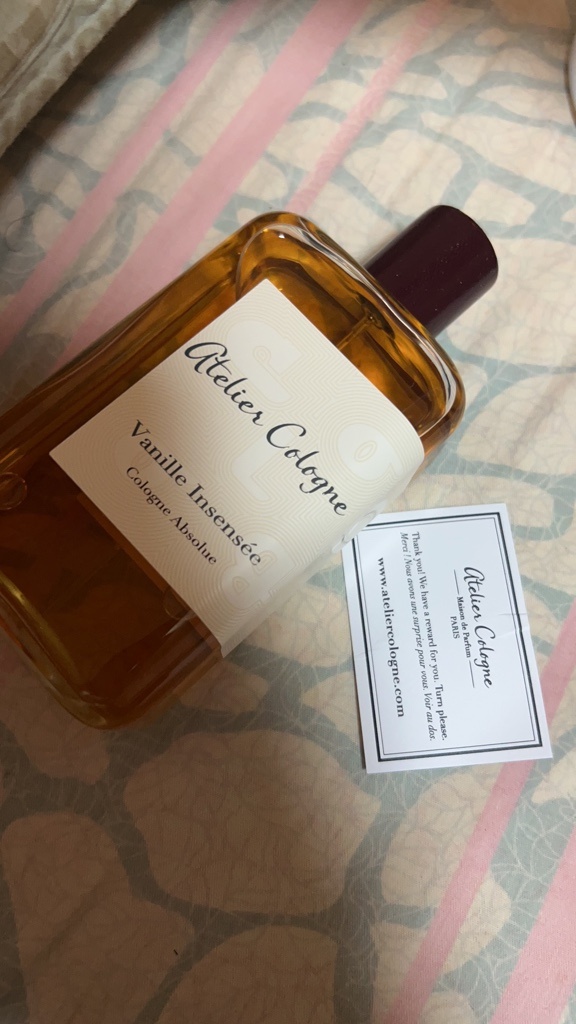 Atelier Cologne
Vanille Insensée
Cologne Absolue
Atelier Cologne
Maison de Parfum
PARIS
Thank you! We have a reward for you. Turn please.
Merci ! Nous avons une surprise pour vous. Voir au dos.
www.ateliercologne.com